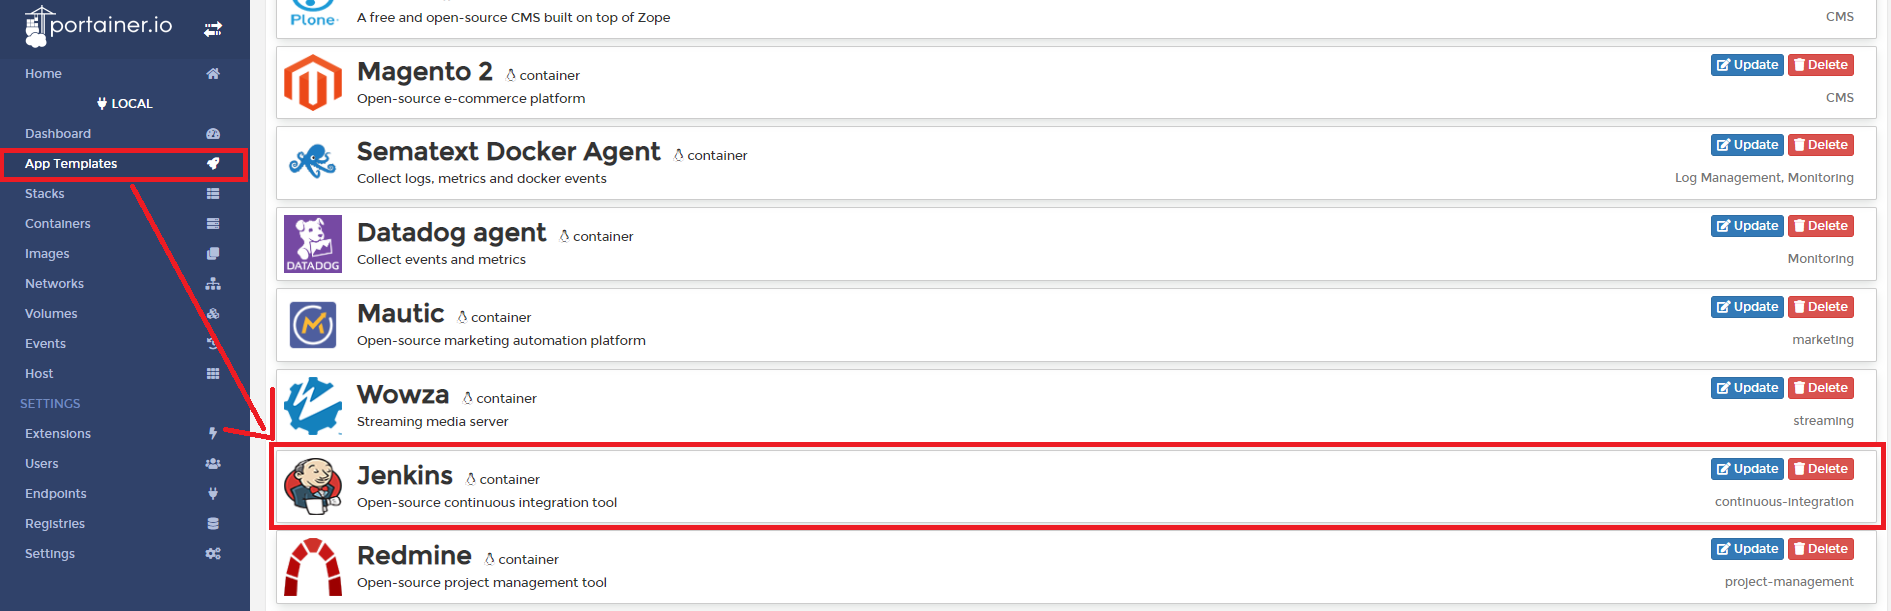 portainer.io
Home
LOCAL
Dashboard
App Templates
Stacks
Containers
Images
Networks
Volumes
Events
Host
SETTINGS
Extensions
Users
Endpoints
Registries
Settings
Plone
A free and open-source CMS built on top of Zope
CMS
Magento 2 container
Update Delete
Open-source e-commerce platform
CMS
Sematext Docker Agent container
Update Delete
Collect logs, metrics and docker events
Log Management, Monitoring
DATADOG
Datadog agent container
Update Delete
Collect events and metrics
Monitoring
Mautic container
Update Delete
Open-source marketing automation platform
marketing
Wowza container
Update Delete
Streaming media server
streaming
Jenkins container
Update Delete
Open-source continuous integration tool
continuous-integration
Redmine container
Update Delete
Open-source project management tool
project-management